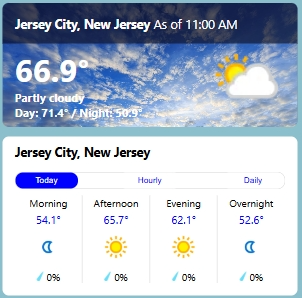 Jersey City, New Jersey As of 11:00 AM
66.9°
Partly cloudy
Day: 71.4° / Night: 50.9°
Jersey City, New Jersey
Today Hourly Daily
Morning Afternoon Evening Overnight
54.1° 65.7° 62.1° 52.6°
0% 0% 0% 0%